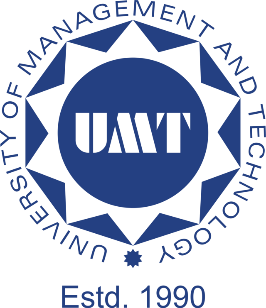 UNIVERSITY OF MANAGEMENT AND TECHNOLOGY
UMT
Estd. 1990